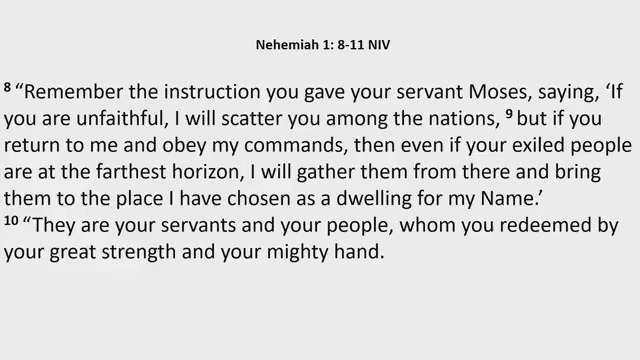 Nehemiah 1: 8-11 NIV
8 “Remember the instruction you gave your servant Moses, saying, ‘If
you are unfaithful, I will scatter you among the nations, 9 but if you
return to me and obey my commands, then even if your exiled people
are at the farthest horizon, I will gather them from there and bring
them to the place I have chosen as a dwelling for my Name.’
10 “They are your servants and your people, whom you redeemed by
your great strength and your mighty hand.